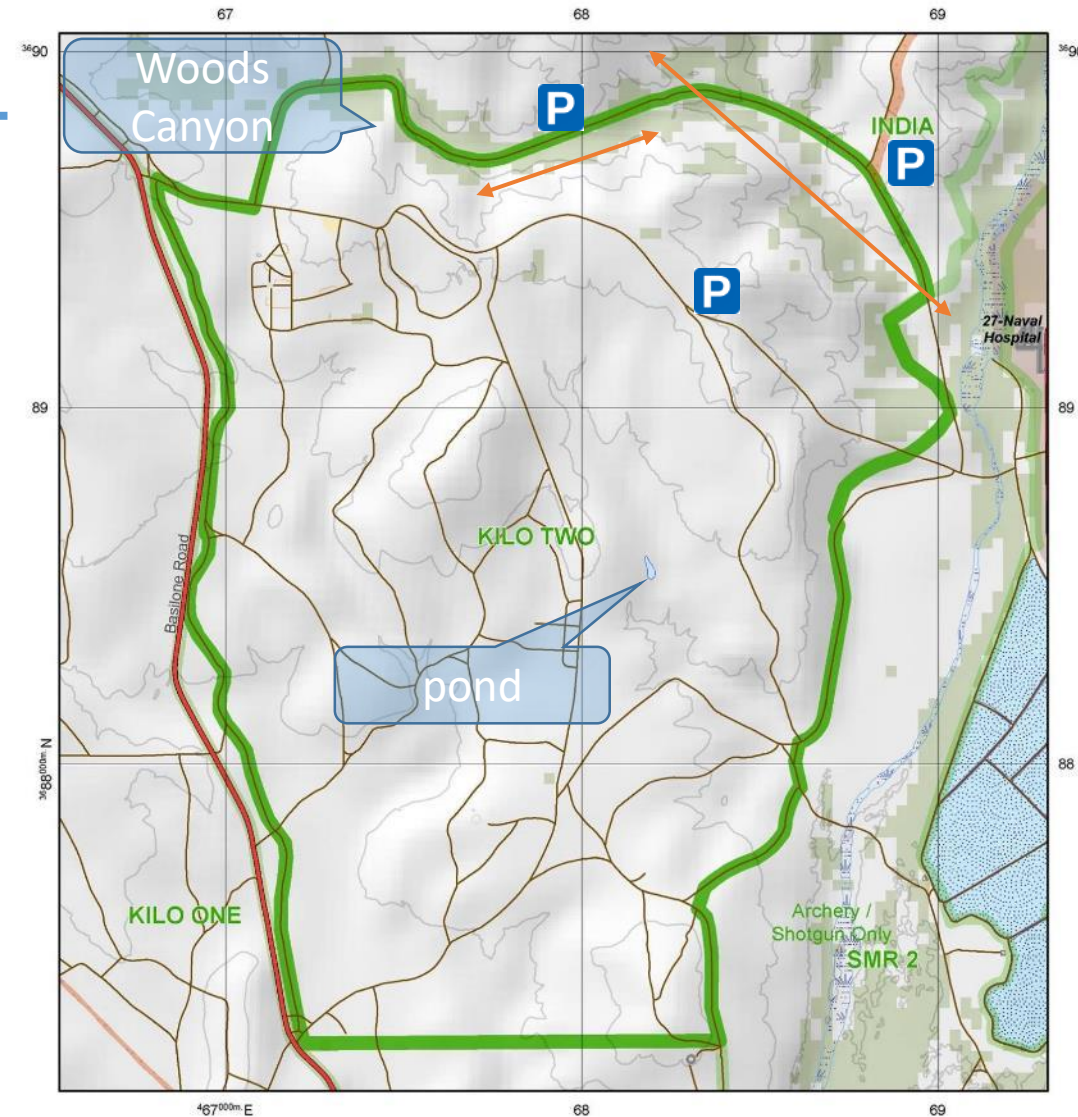 67
68
69
³⁶90
³⁶90
Woods
Canyon
P
INDIA
P
P
27-Naval
Hospital
89
89
KILO TWO
Basilone Road
pond
³⁶88⁰⁰⁰ᵐ· N
88
KILO ONE
Archery /
Shotgun Only
SMR 2
⁴67⁰⁰⁰ᵐ· E
68
69